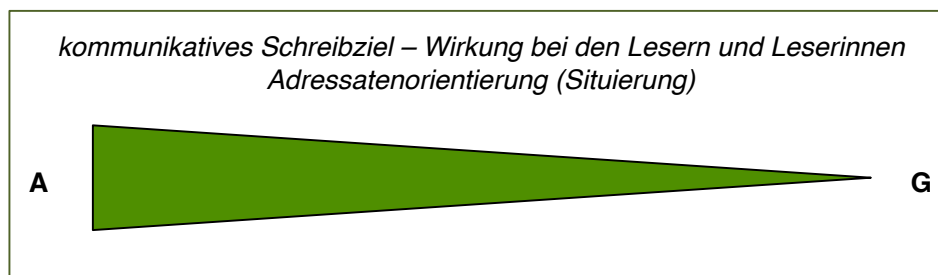 kommunikatives Schreibziel – Wirkung bei den Lesern und Leserinnen
Adressatenorientierung (Situierung)
A
G